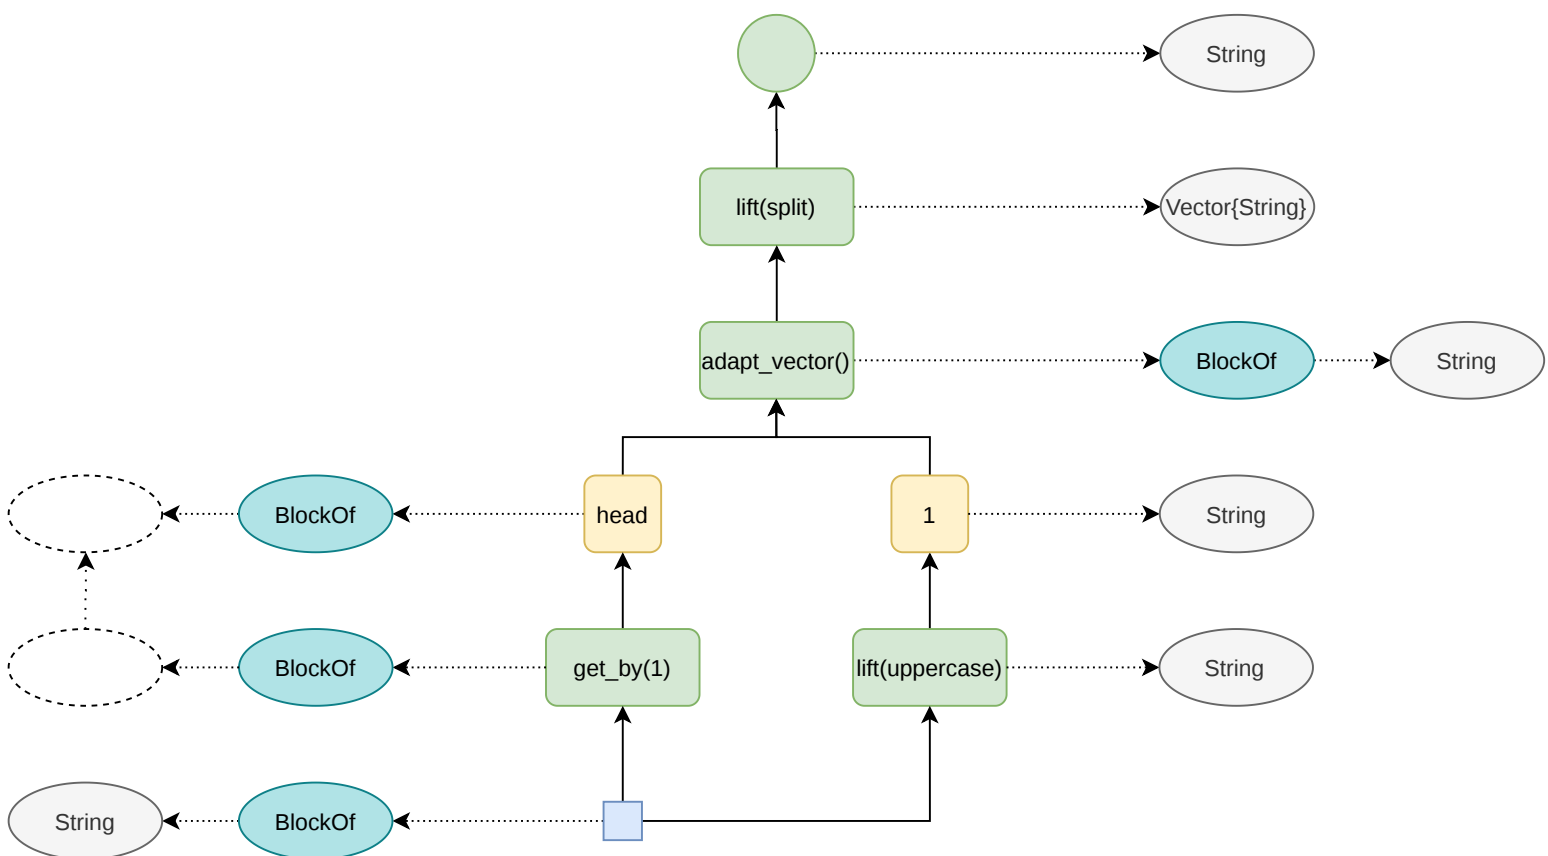 String
lift(split)
Vector{String}
adapt_vector()
BlockOf
String
BlockOf
head
1
String
BlockOf
get_by(1)
lift(uppercase)
String
String
BlockOf